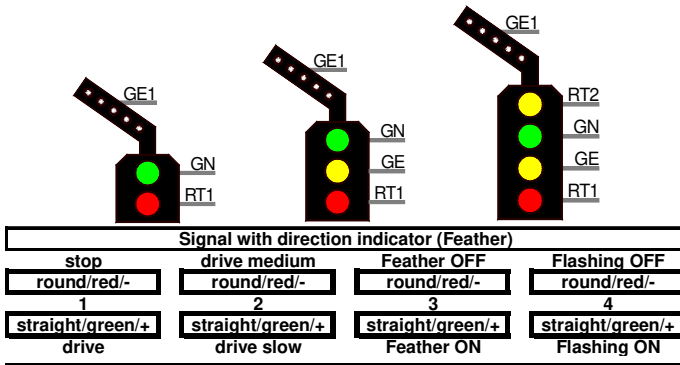 GE1
GE1
GE1
RT2
GN
GN
GN
GE
GE
RT1
RT1
RT1
Signal with direction indicator (Feather)
stop drive medium Feather OFF Flashing OFF
round/red/- round/red/- round/red/- round/red/-
1 2 3 4
straight/green/+ straight/green/+ straight/green/+ straight/green/+
drive drive slow Feather ON Flashing ON